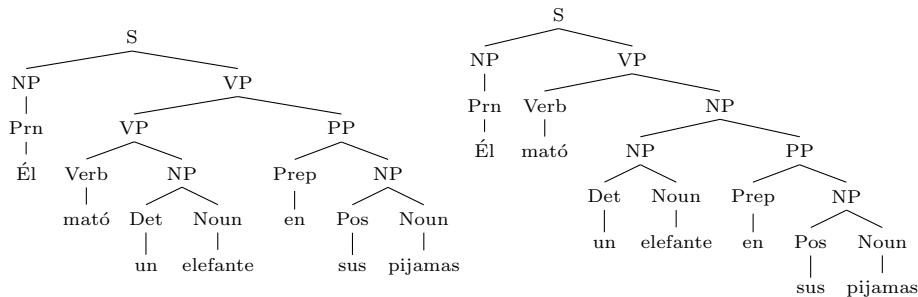 S
NP VP
Prn VP PP
Él Verb NP Prep NP
mató Det Noun en Pos Noun
un elefante sus pijamas
S
NP VP
Prn Verb NP
Él mató NP PP
Det Noun Prep NP
un elefante en Pos Noun
sus pijamas